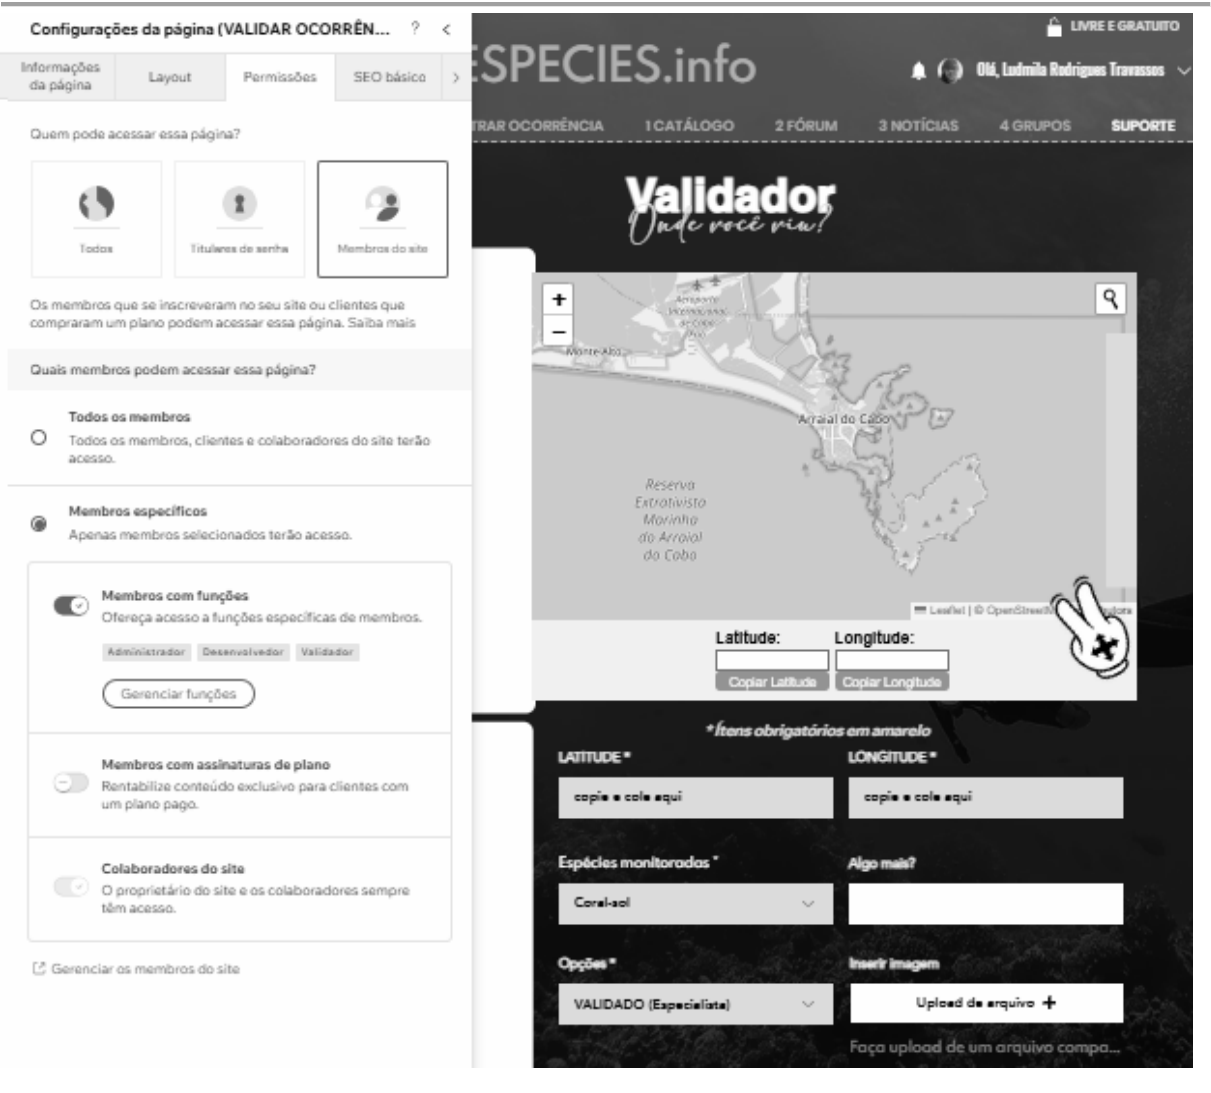 Configurações da página (VALIDAR OCORRÊN... ? <
Informações da página
Layout
Permissões
SEO básico
>
Quem pode acessar essa página?
Todos
Titulares de senha
Membros do site
Os membros que se inscreveram no seu site ou clientes que
compraram um plano podem acessar essa página. Saiba mais
Quais membros podem acessar essa página?
Todos os membros
Todos os membros, clientes e colaboradores do site terão
acesso.
Membros específicos
Apenas membros selecionados terão acesso.
Membros com funções
Ofereça acesso a funções específicas de membros.
Administrador Desenvolvedor Validador
Gerenciar funções
Membros com assinaturas de plano
Rentabilize conteúdo exclusivo para clientes com
um plano pago.
Colaboradores do site
O proprietário do site e os colaboradores sempre
têm acesso.
Gerenciar os membros do site
LIVRE E GRATUITO
ESPECIES.info
Olá, Ludmila Rodrigues Travassos
TRAR OCORRÊNCIA 1 CATÁLOGO 2 FÓRUM 3 NOTÍCIAS 4 GRUPOS SUPORTE
Validador
Onde você viu?
+
−
Aeroporto
Internacional
de Cabo
Frio
Monte Alto
Arraial do Cabo
Reserva
Extrativista
Marinha
do Arraial
do Cabo
Leaflet | © OpenStreetM
Latitude: Longitude:
Copiar Latitude Copiar Longitude
*Ítens obrigatórios em amarelo
LATITUDE * LONGITUDE *
copie e cole aqui copie e cole aqui
Espécies monitoradas * Algo mais?
Coral-sol
Opções * Inserir imagem
VALIDADO (Especialista) Upload de arquivo +
Faça upload de um arquivo compa...